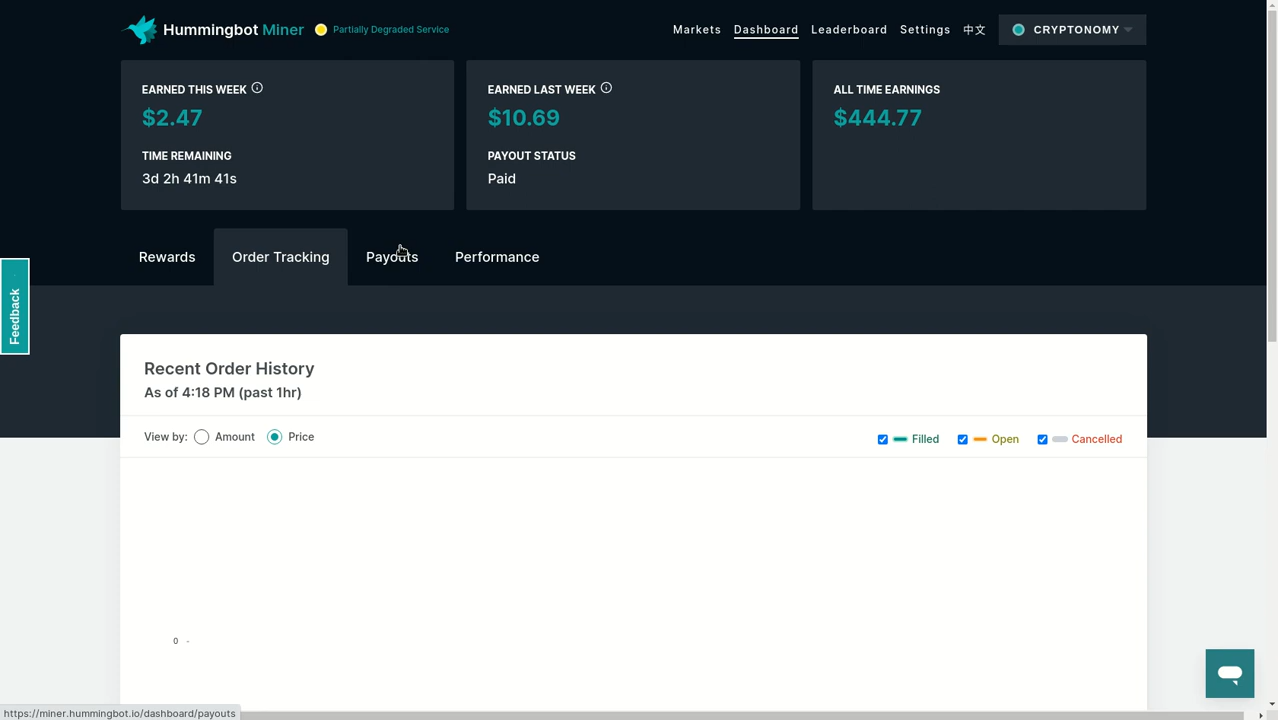 Hummingbot Miner
Partially Degraded Service
Markets
Dashboard
Leaderboard
Settings
中文
CRYPTONOMY
EARNED THIS WEEK
$2.47
TIME REMAINING
3d 2h 41m 41s
EARNED LAST WEEK
$10.69
PAYOUT STATUS
Paid
ALL TIME EARNINGS
$444.77
Rewards
Order Tracking
Payouts
Performance
Feedback
Recent Order History
As of 4:18 PM (past 1hr)
View by:
Amount
Price
Filled
Open
Cancelled
0
https://miner.hummingbot.io/dashboard/payouts